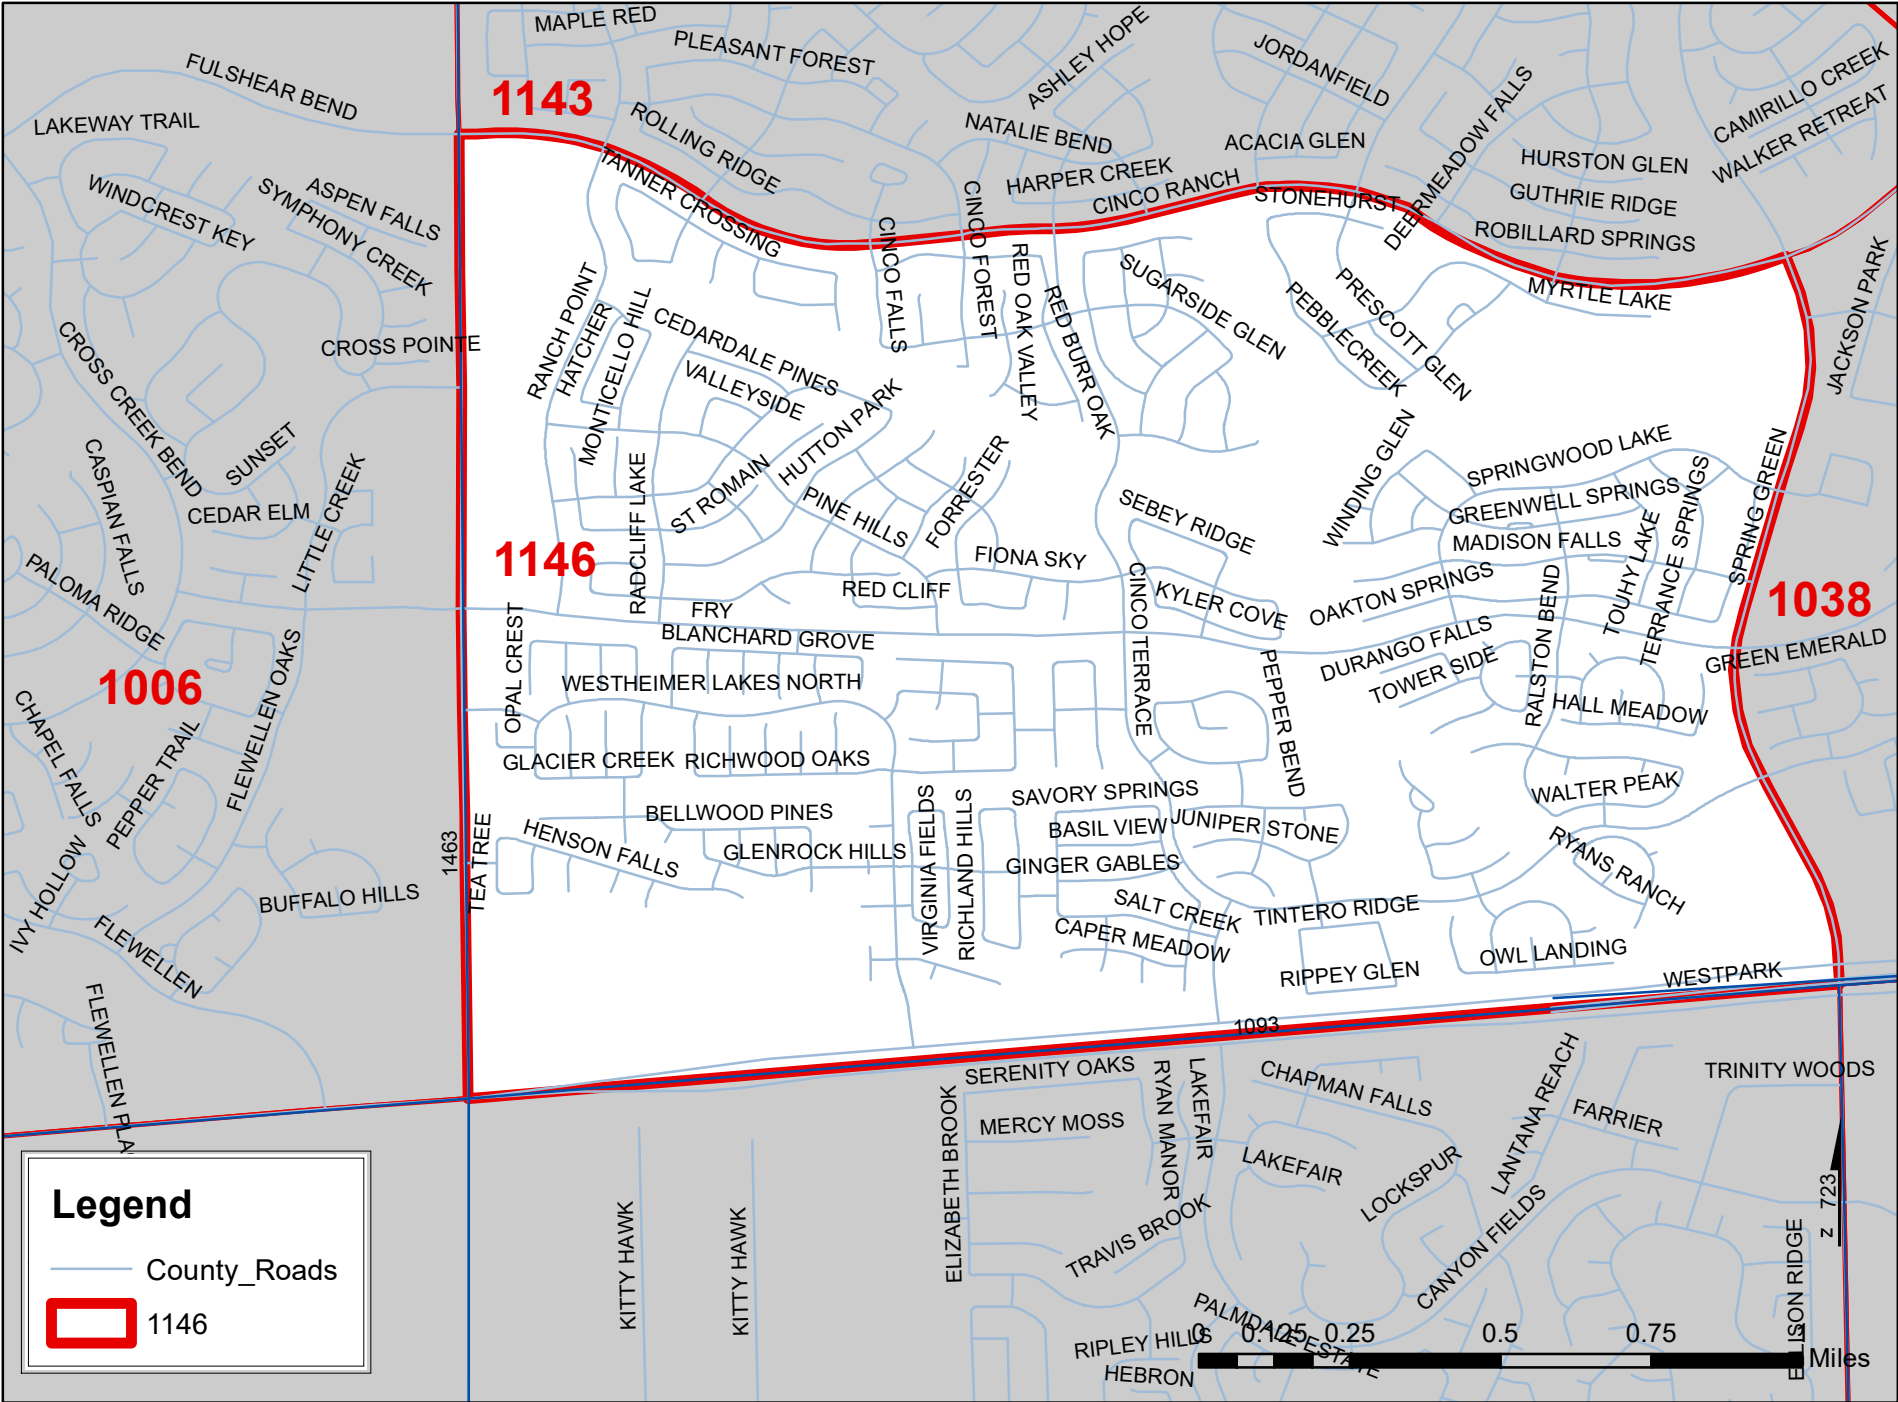 MAPLE RED
PLEASANT FOREST
ASHLEY HOPE
JORDANFIELD
CAMIRILLO CREEK
WALKER RETREAT
FULSHEAR BEND
1143
LAKEWAY TRAIL
ROLLING RIDGE
NATALIE BEND
ACACIA GLEN
DEERMEADOW FALLS
HURSTON GLEN
TANNER CROSSING
HARPER CREEK
CINCO RANCH
STONEHURST
GUTHRIE RIDGE
ROBILLARD SPRINGS
WINDCREST KEY
SYMPHONY CREEK
ASPEN FALLS
CINCO FALLS
CINCO FOREST
RED OAK VALLEY
RED BURR OAK
SUGARSIDE GLEN
PEBBLECREEK
PRESCOTT GLEN
MYRTLE LAKE
JACKSON PARK
CROSS POINTE
RANCH POINT
HATCHER
MONTICELLO HILL
CEDARDALE PINES
VALLEYSIDE
HUTTON PARK
CROSS CREEK BEND
SUNSET
CASPIAN FALLS
CEDAR ELM
LITTLE CREEK
RADCLIFF LAKE
ST ROMAIN
PINE HILLS
FORRESTER
SEBEY RIDGE
WINDING GLEN
SPRINGWOOD LAKE
GREENWELL SPRINGS
MADISON FALLS
TOUHY LAKE
TERRANCE SPRINGS
SPRING GREEN
1146
FIONA SKY
RED CLIFF
KYLER COVE
OAKTON SPRINGS
1038
PALOMA RIDGE
FRY
BLANCHARD GROVE
CINCO TERRACE
DURANGO FALLS
TOWER SIDE
RALSTON BEND
GREEN EMERALD
1006
FLEWELLEN OAKS
OPAL CREST
WESTHEIMER LAKES NORTH
PEPPER BEND
HALL MEADOW
CHAPEL FALLS
PEPPER TRAIL
GLACIER CREEK
RICHWOOD OAKS
WALTER PEAK
SAVORY SPRINGS
BELLWOOD PINES
BASIL VIEW
JUNIPER STONE
HENSON FALLS
GLENROCK HILLS
VIRGINIA FIELDS
RICHLAND HILLS
GINGER GABLES
RYANS RANCH
1463
TEA TREE
IVY HOLLOW
BUFFALO HILLS
SALT CREEK
TINTERO RIDGE
CAPER MEADOW
FLEWELLEN
OWL LANDING
RIPPEY GLEN
WESTPARK
1093
FLEWELLEN PLA
SERENITY OAKS
RYAN MANOR
LAKEFAIR
CHAPMAN FALLS
LANTANA REACH
TRINITY WOODS
ELIZABETH BROOK
MERCY MOSS
FARRIER
LAKEFAIR
LOCKSPUR
CANYON FIELDS
TRAVIS BROOK
723
z
KITTY HAWK
KITTY HAWK
ELLISON RIDGE
PALMDALE ESTATE
RIPLEY HILLS
HEBRON
0 0.125 0.25 0.5 0.75 1
Miles
Legend
County_Roads
1146